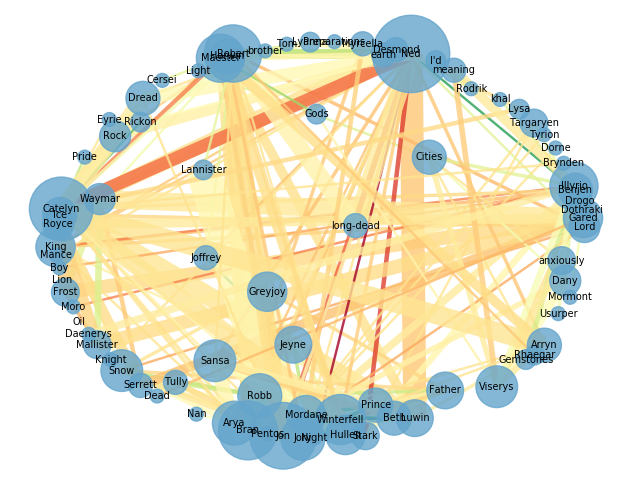 Desmond
earth
Ned
I'd
meaning
Myrcella
Tom
brother
Robert
Maester
Light
Cersei
Dread
Rickon
Eyrie
Rock
Pride
Gods
Cities
Rodrik
khal
Lysa
Targaryen
Tyrion
Dorne
Brynden
Illyrio
Benjen
Drogo
Dothraki
Gared
Lord
Lannister
Waymar
Catelyn
Ice
Royce
long-dead
King
Mance
Boy
Lion
Frost
Moro
Oil
Daenerys
Mallister
Joffrey
Greyjoy
anxiously
Dany
Mormont
Usurper
Arryn
Rhaegar
Gemstones
Jeyne
Sansa
Knight
Snow
Serrett
Dead
Tully
Nan
Robb
Father
Viserys
Prince
Mordane
Winterfell
Beth
Luwin
Arya
Bran
Pentos
Jon
Jory
Night
Hullen
Stark